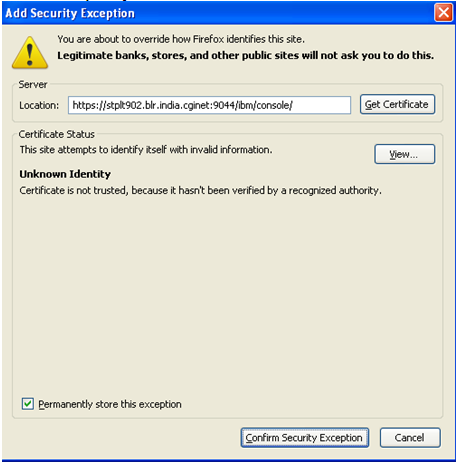 Add Security Exception
You are about to override how Firefox identifies this site.
Legitimate banks, stores, and other public sites will not ask you to do this.
Server
Location: https://stplt902.blr.india.cginet:9044/ibm/console/ Get Certificate
Certificate Status
This site attempts to identify itself with invalid information. View...
Unknown Identity
Certificate is not trusted, because it hasn't been verified by a recognized authority.
Permanently store this exception
Confirm Security Exception Cancel